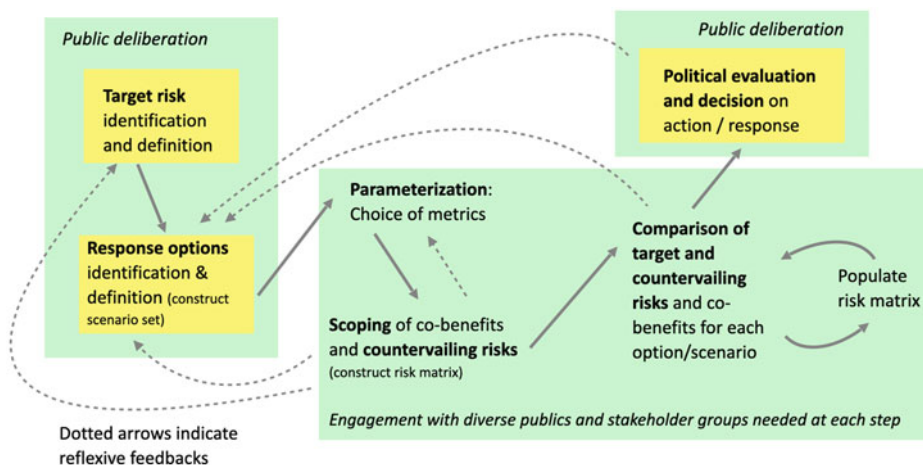 Public deliberation
Target risk
identification
and definition
Response options
identification &
definition (construct
scenario set)
Public deliberation
Political evaluation
and decision on
action / response
Parameterization:
Choice of metrics
Scoping of co-benefits
and countervailing risks
(construct risk matrix)
Comparison of
target and
countervailing
risks and co-
benefits for each
option/scenario
Populate
risk matrix
Engagement with diverse publics and stakeholder groups needed at each step
Dotted arrows indicate
reflexive feedbacks